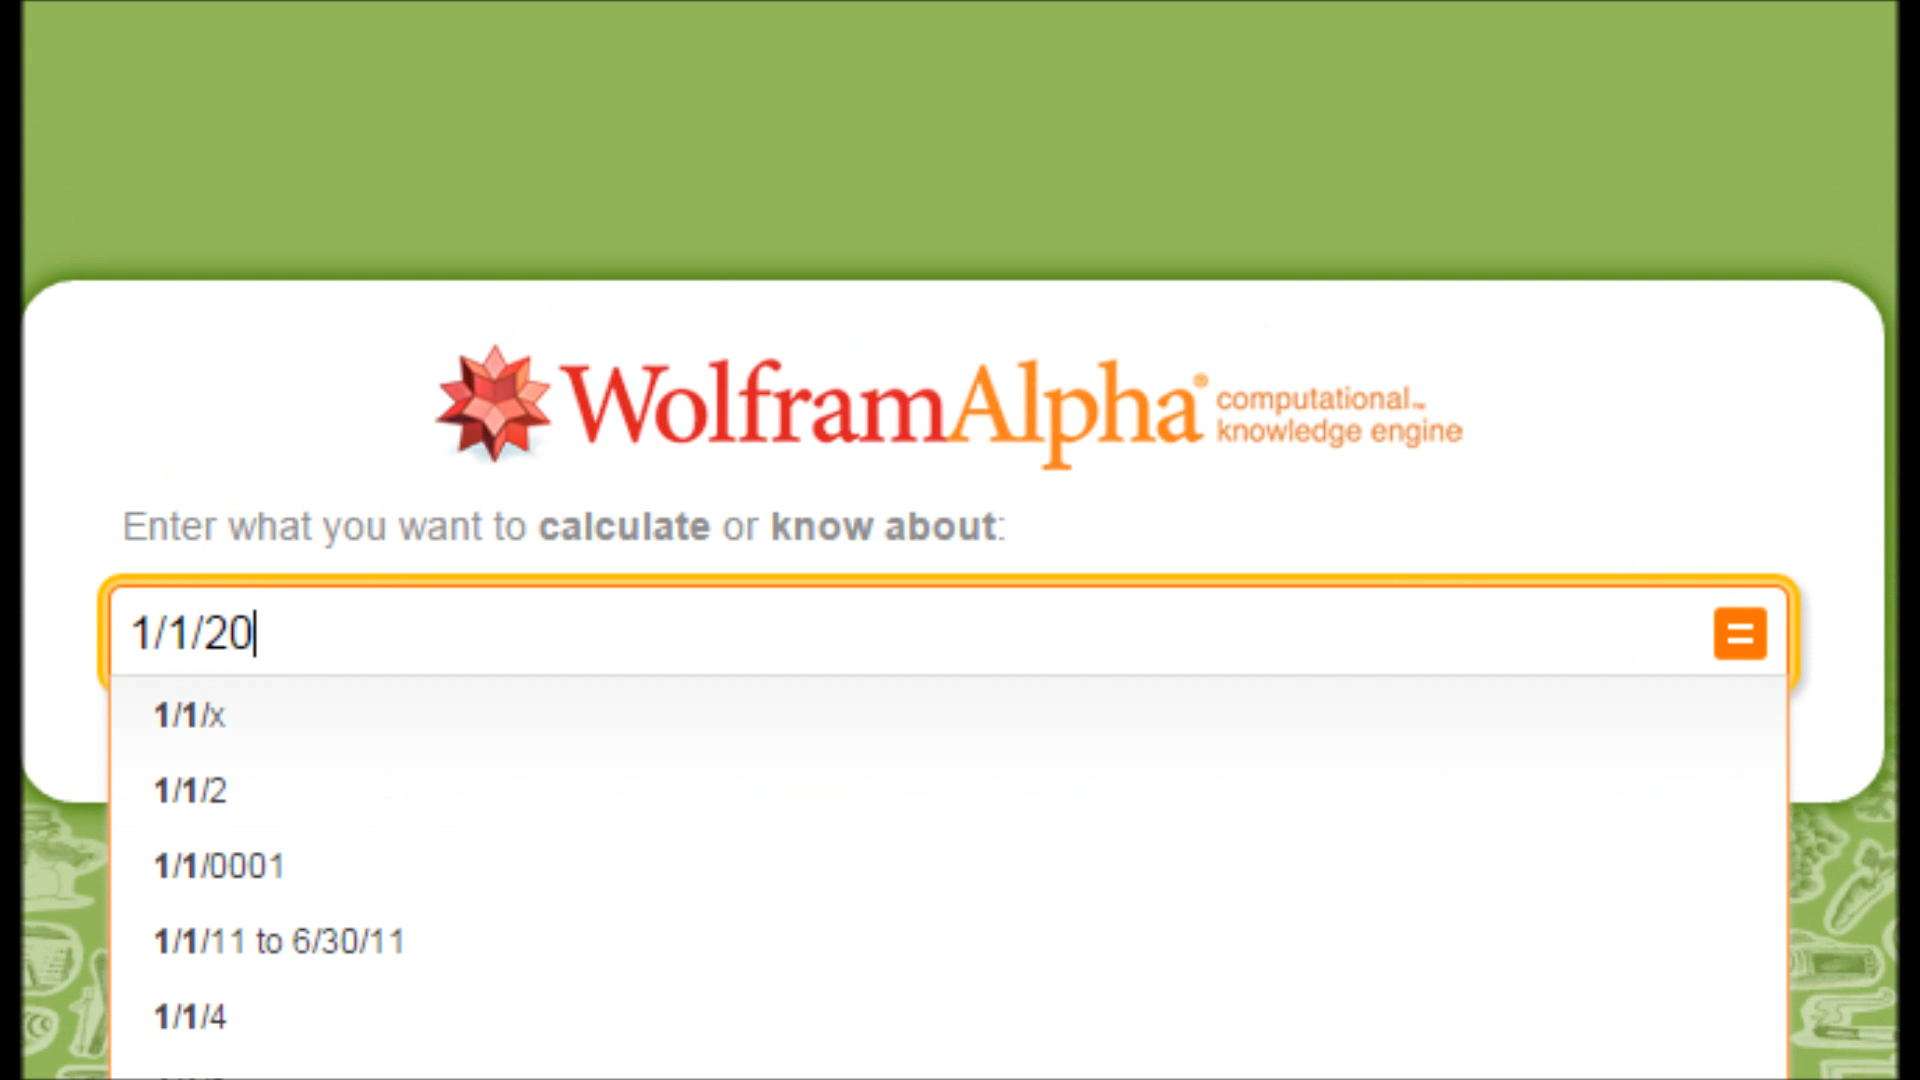 WolframAlpha® computational™
knowledge engine
Enter what you want to calculate or know about:
1/1/20
1/1/x
1/1/2
1/1/0001
1/1/11 to 6/30/11
1/1/4